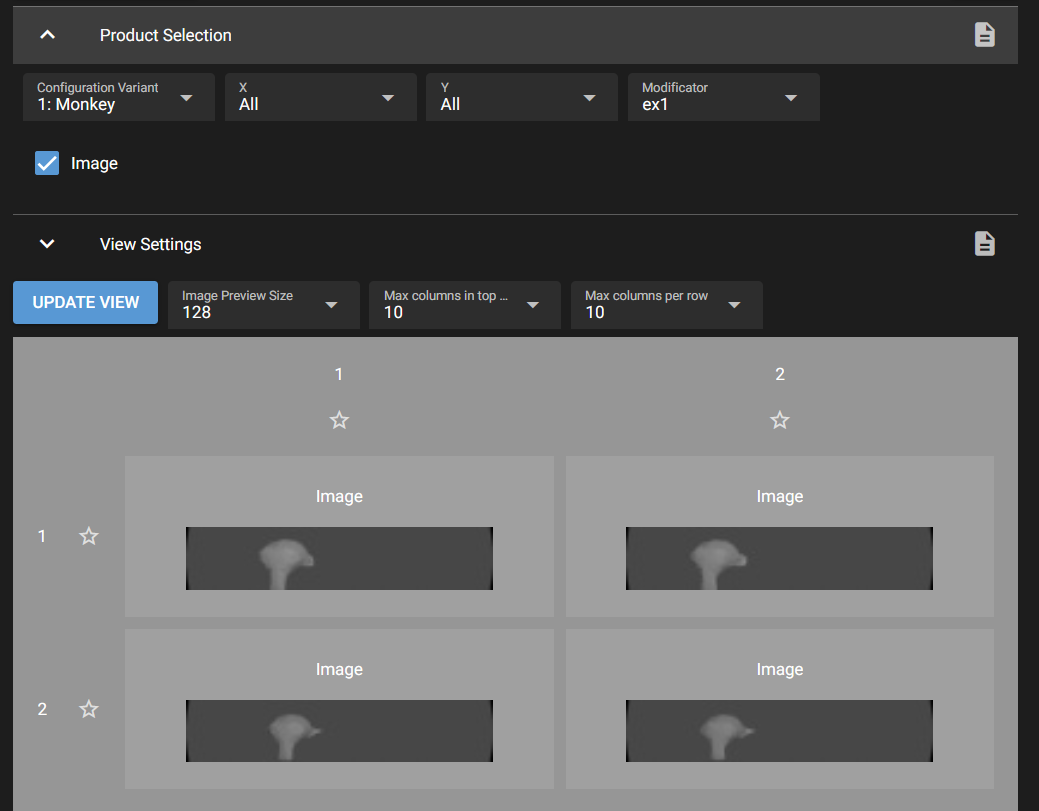 Product Selection
Configuration Variant X Y Modificator
1: Monkey All All ex1
Image
View Settings
UPDATE VIEW
Image Preview Size Max columns in top ... Max columns per row
128 10 10
1 2
Image Image
1
Image Image
2